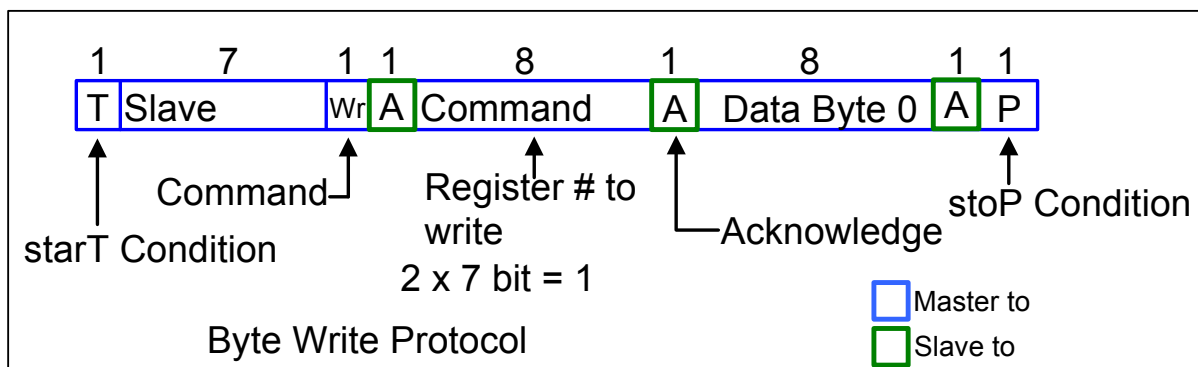 1 7 1 1 8 1 8 1 1
T Slave Wr A Command A Data Byte 0 A P
Command
Register # to
write
2 x 7 bit = 1
starT Condition
Acknowledge
stoP Condition
Byte Write Protocol
Master to
Slave to